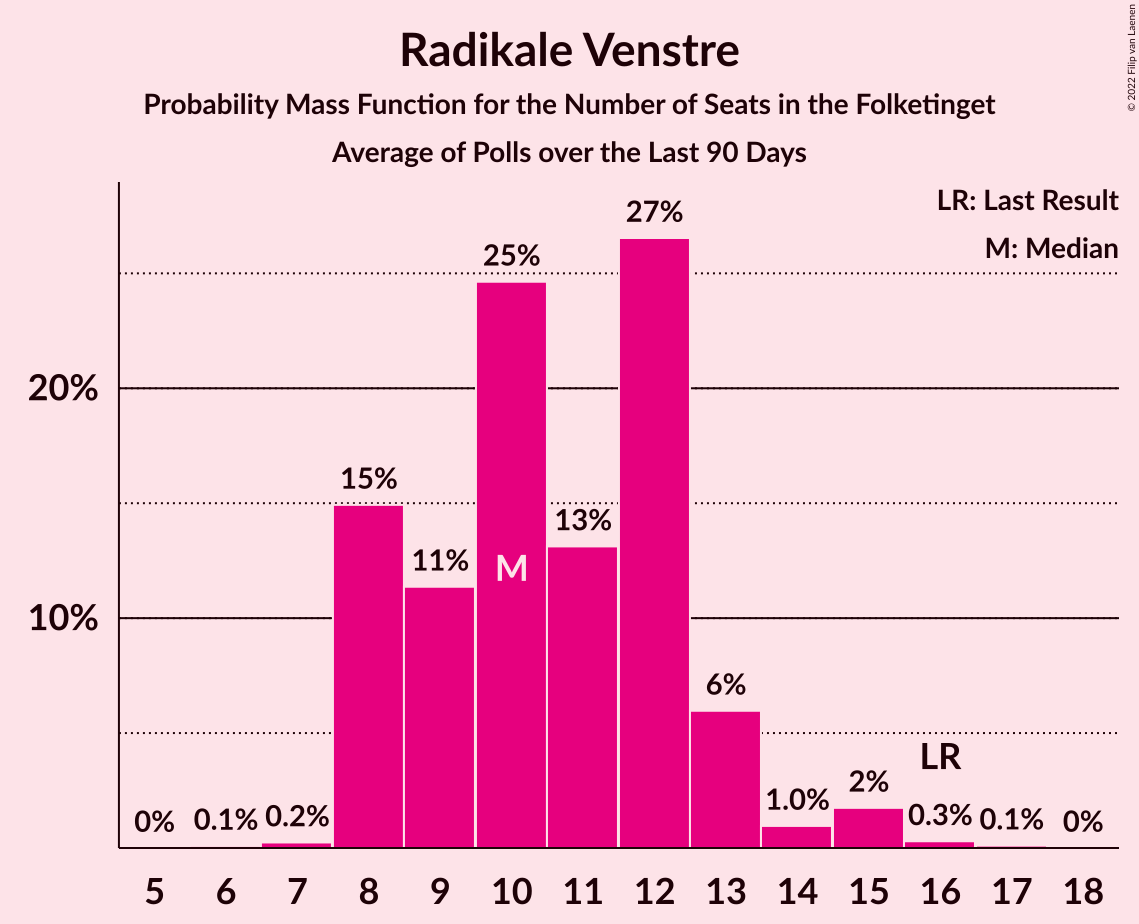 Radikale Venstre
Probability Mass Function for the Number of Seats in the Folketinget
Average of Polls over the Last 90 Days
© 2022 Filip van Laenen
LR: Last Result
M: Median
27%
25%
20%
15%
13%
11%
M
10%
6%
LR
2%
1.0%
0% 0.1% 0.2% 0.3% 0.1% 0%
5 6 7 8 9 10 11 12 13 14 15 16 17 18